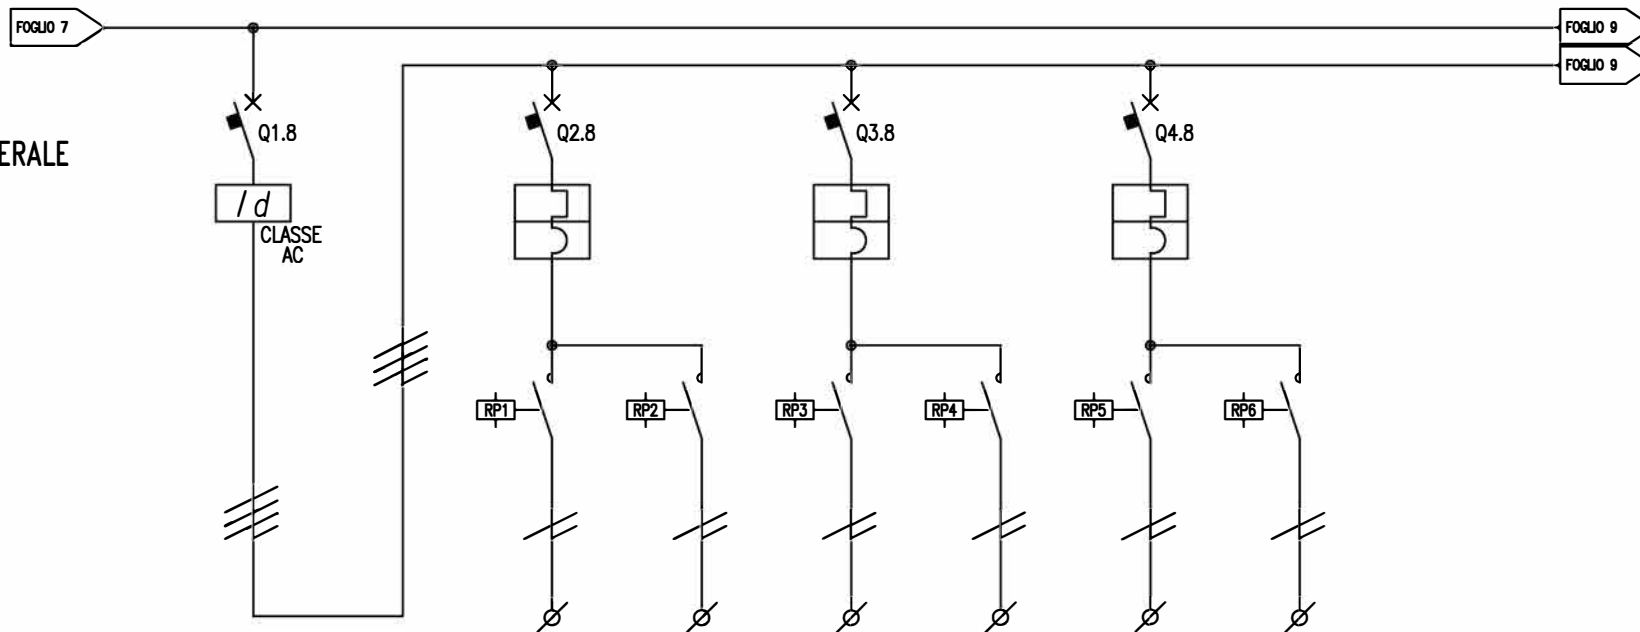 FOGLIO 7
FOGLIO 9
FOGLIO 9
ERALE
Q1.8
Q2.8
Q3.8
Q4.8
Id
CLASSE
AC
RP1
RP2
RP3
RP4
RP5
RP6